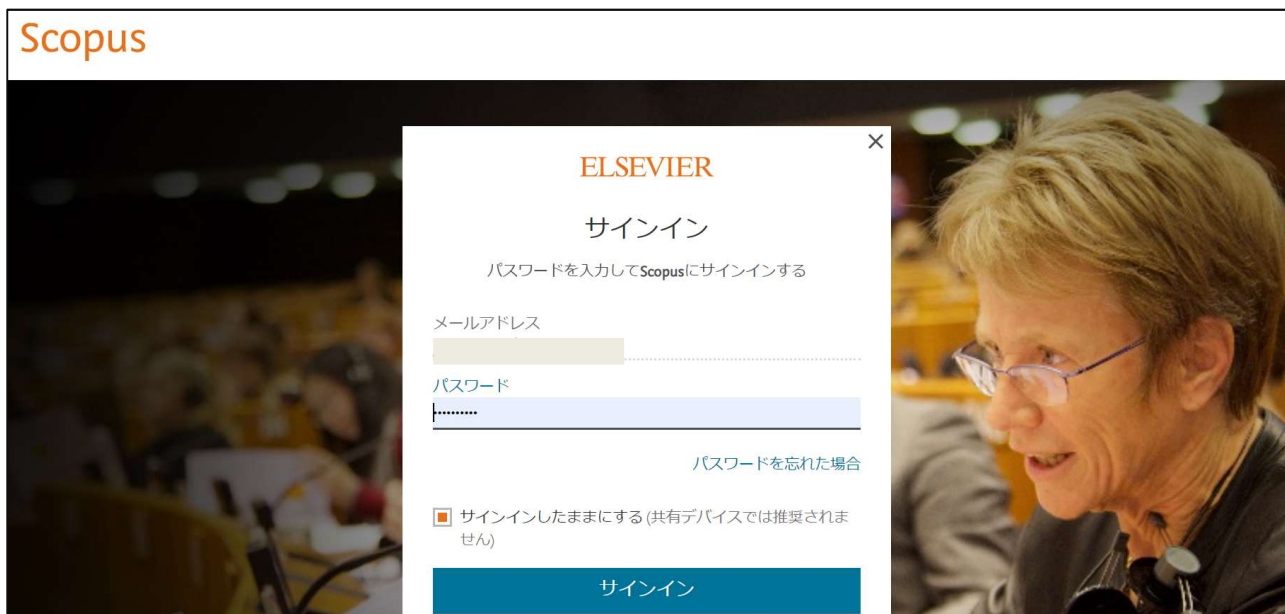 Scopus
×
ELSEVIER
サインイン
パスワードを入力してScopusにサインインする
メールアドレス
パスワード
••••••••••
パスワードを忘れた場合
サインインしたままにする (共有デバイスでは推奨されま
せん)
サインイン